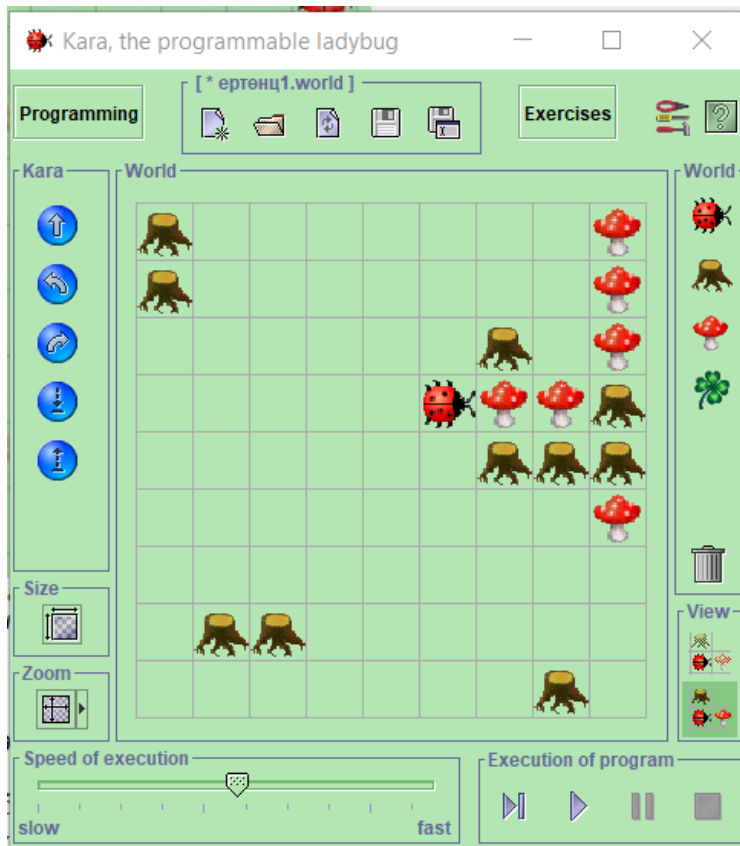 Kara, the programmable ladybug
[ * ертөнц1.world ]
Programming
Exercises
Kara
World
World
Size
Zoom
View
Speed of execution
slow
fast
Execution of program